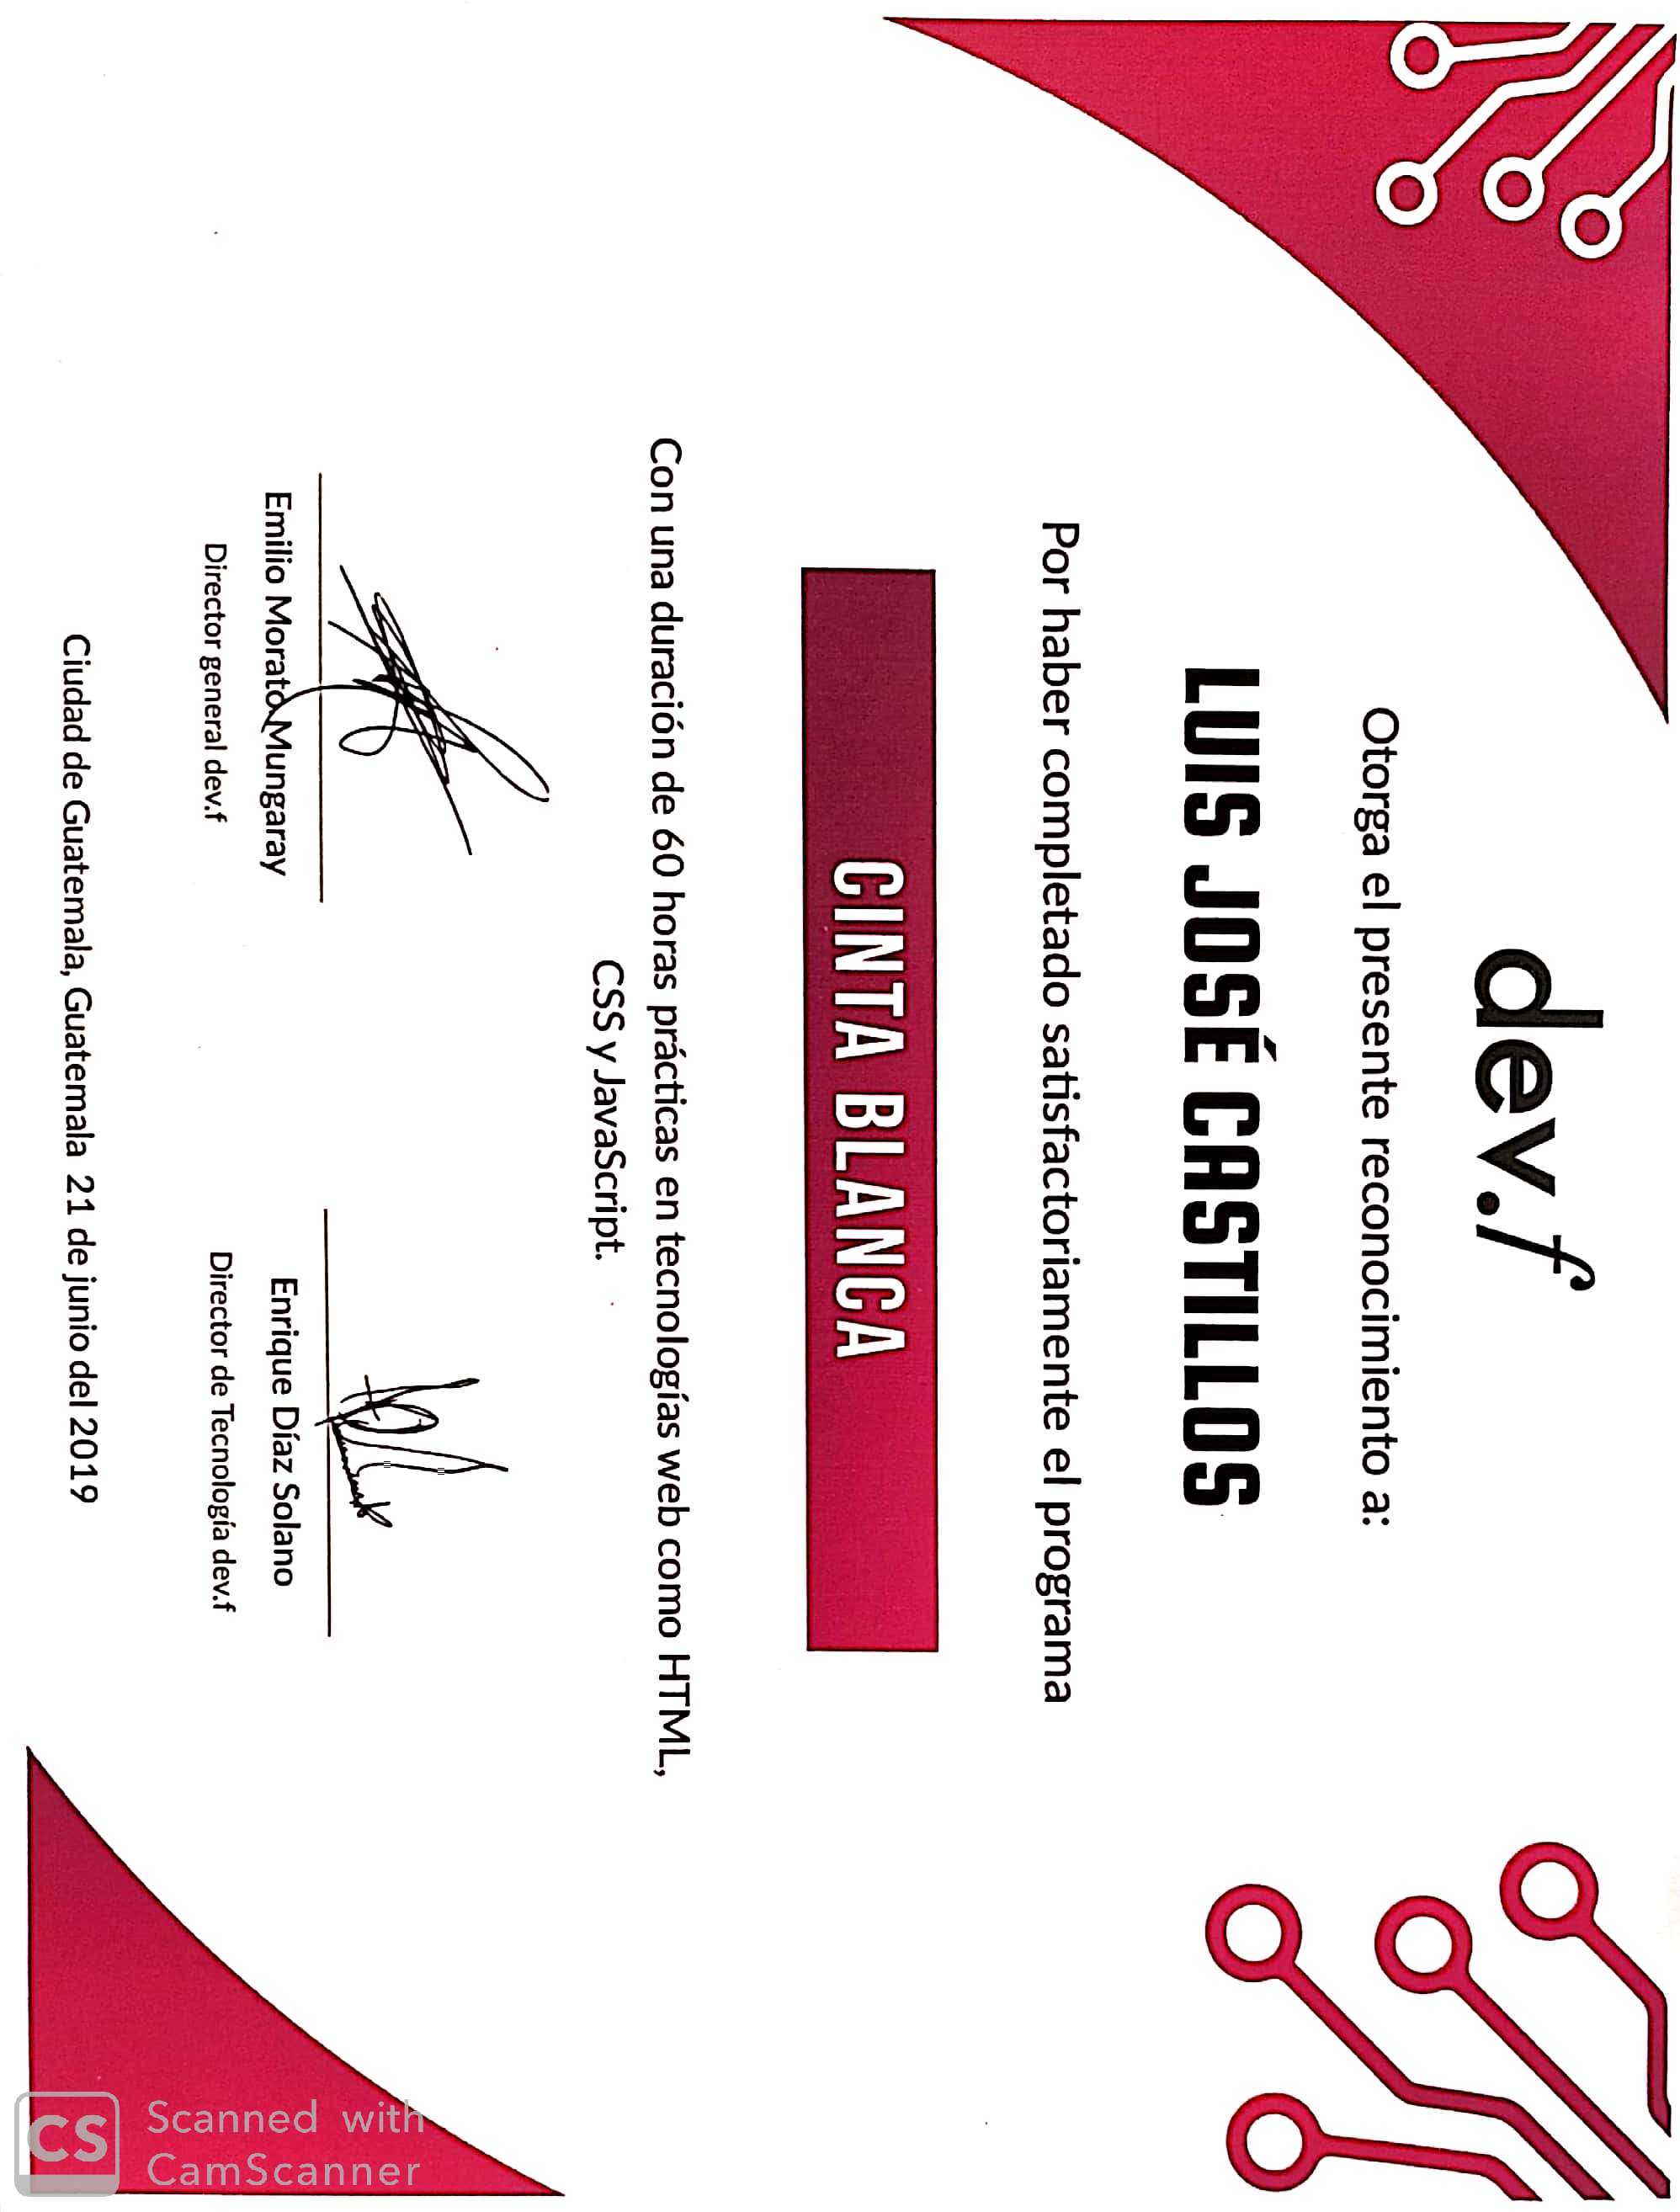 dev.f
Otorga el presente reconocimiento a:
LUIS JOSÉ CASTILLOS
Por haber completado satisfactoriamente el programa
CINTA BLANCA
Con una duración de 60 horas prácticas en tecnologías web como HTML,
CSS y JavaScript.
Emilio Morato Mungaray
Director general dev.f
Enrique Díaz Solano
Director de Tecnología dev.f
Ciudad de Guatemala, Guatemala 21 de junio del 2019
CS
Scanned with
CamScanner